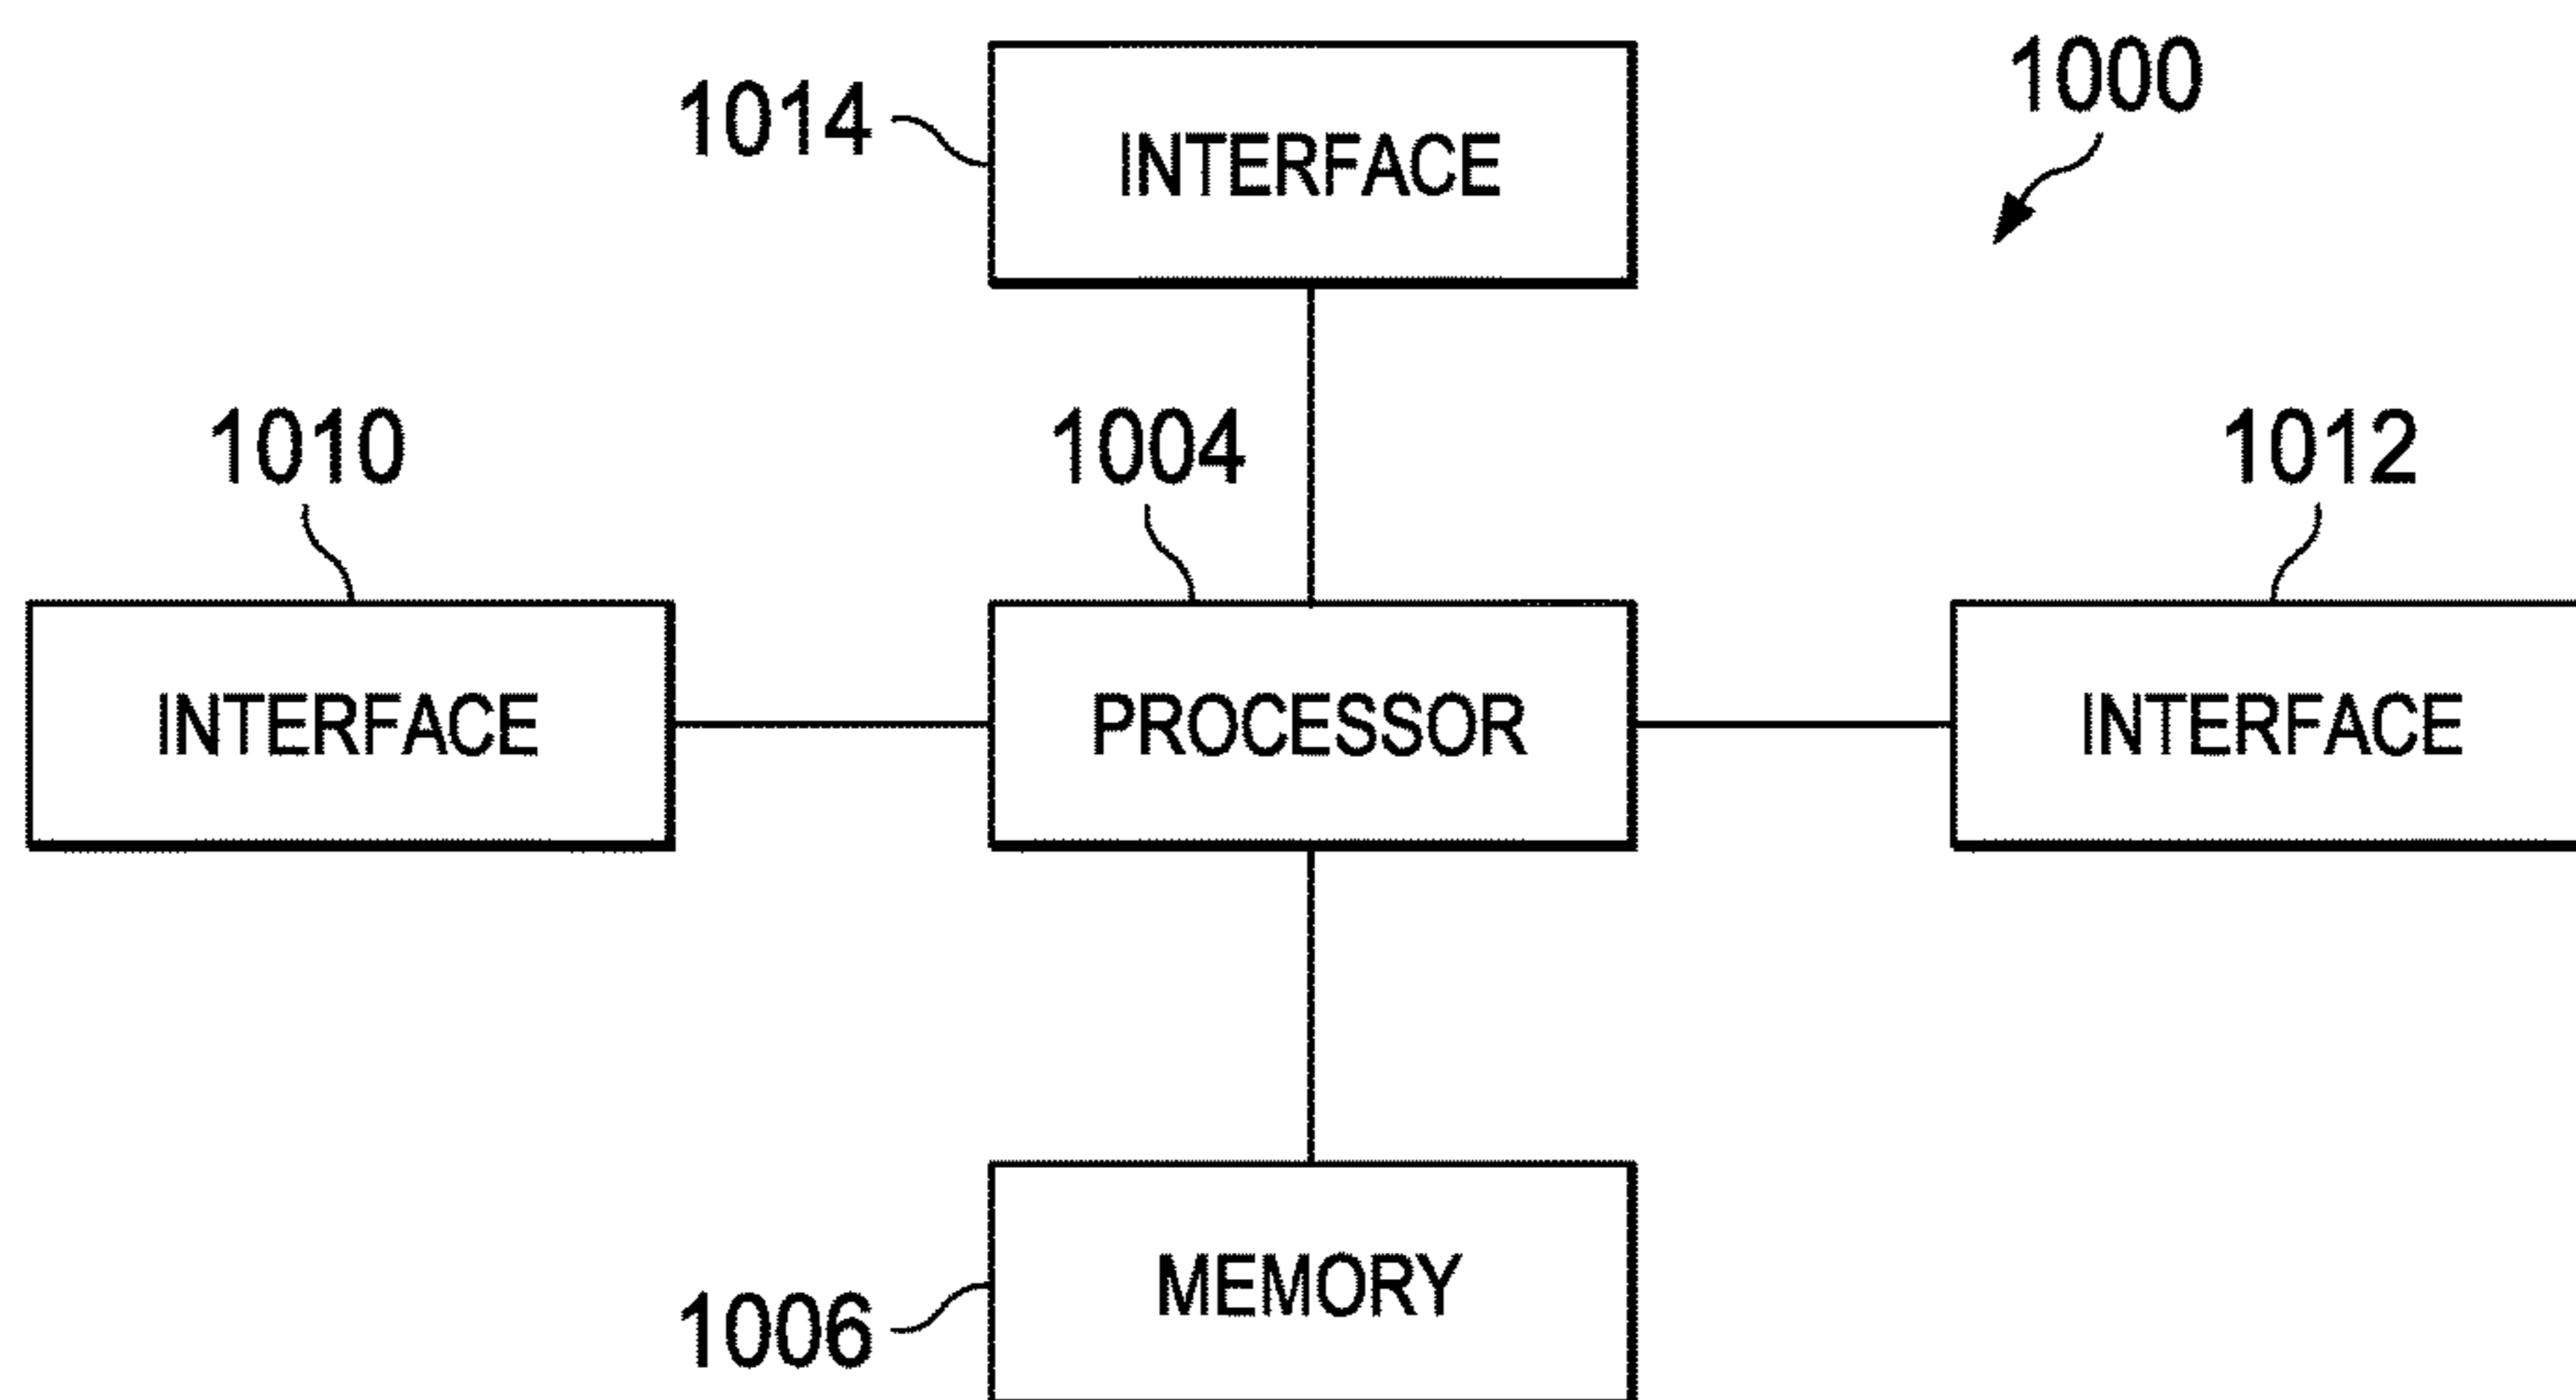 1000
1014
INTERFACE
1010
1004
1012
INTERFACE
PROCESSOR
INTERFACE
MEMORY
1006